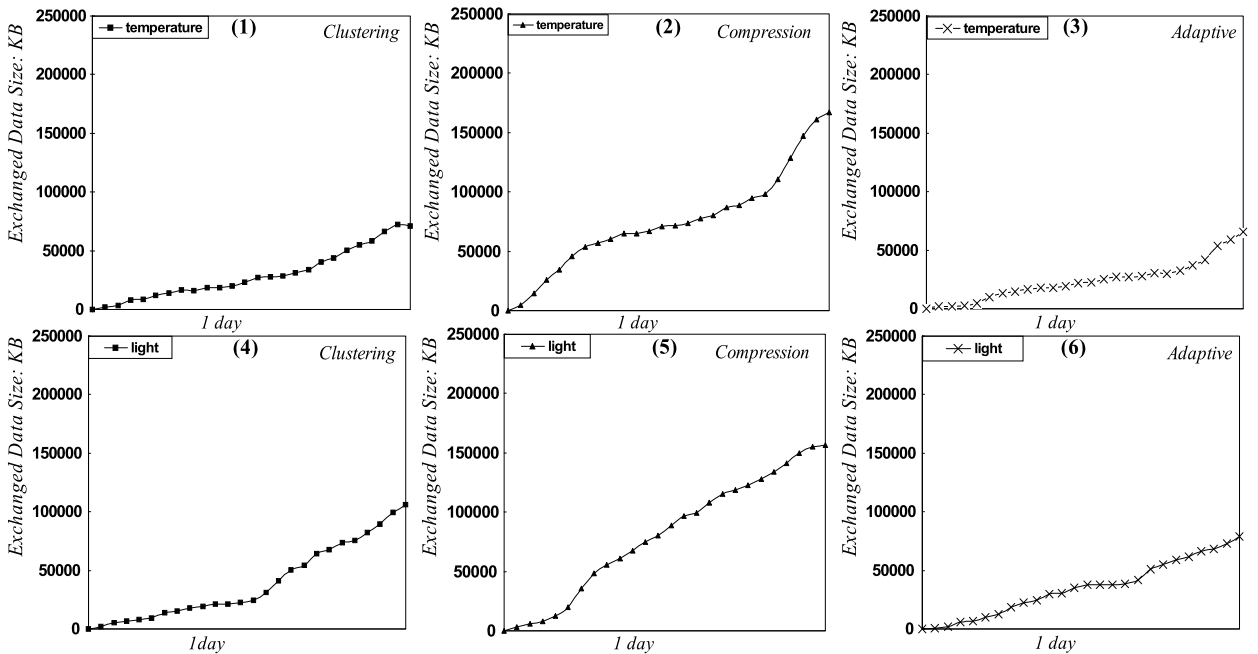 temperature (1) Clustering
Exchanged Data Size: KB
250000
200000
150000
100000
50000
0
1 day
temperature (2) Compression
Exchanged Data Size: KB
250000
200000
150000
100000
50000
0
1 day
temperature (3) Adaptive
Exchanged Data Size: KB
250000
200000
150000
100000
50000
0
1 day
light (4) Clustering
Exchanged Data Size: KB
250000
200000
150000
100000
50000
0
1day
light (5) Compression
Exchanged Data Size: KB
250000
200000
150000
100000
50000
0
1 day
light (6) Adaptive
Exchanged Data Size: KB
250000
200000
150000
100000
50000
0
1 day